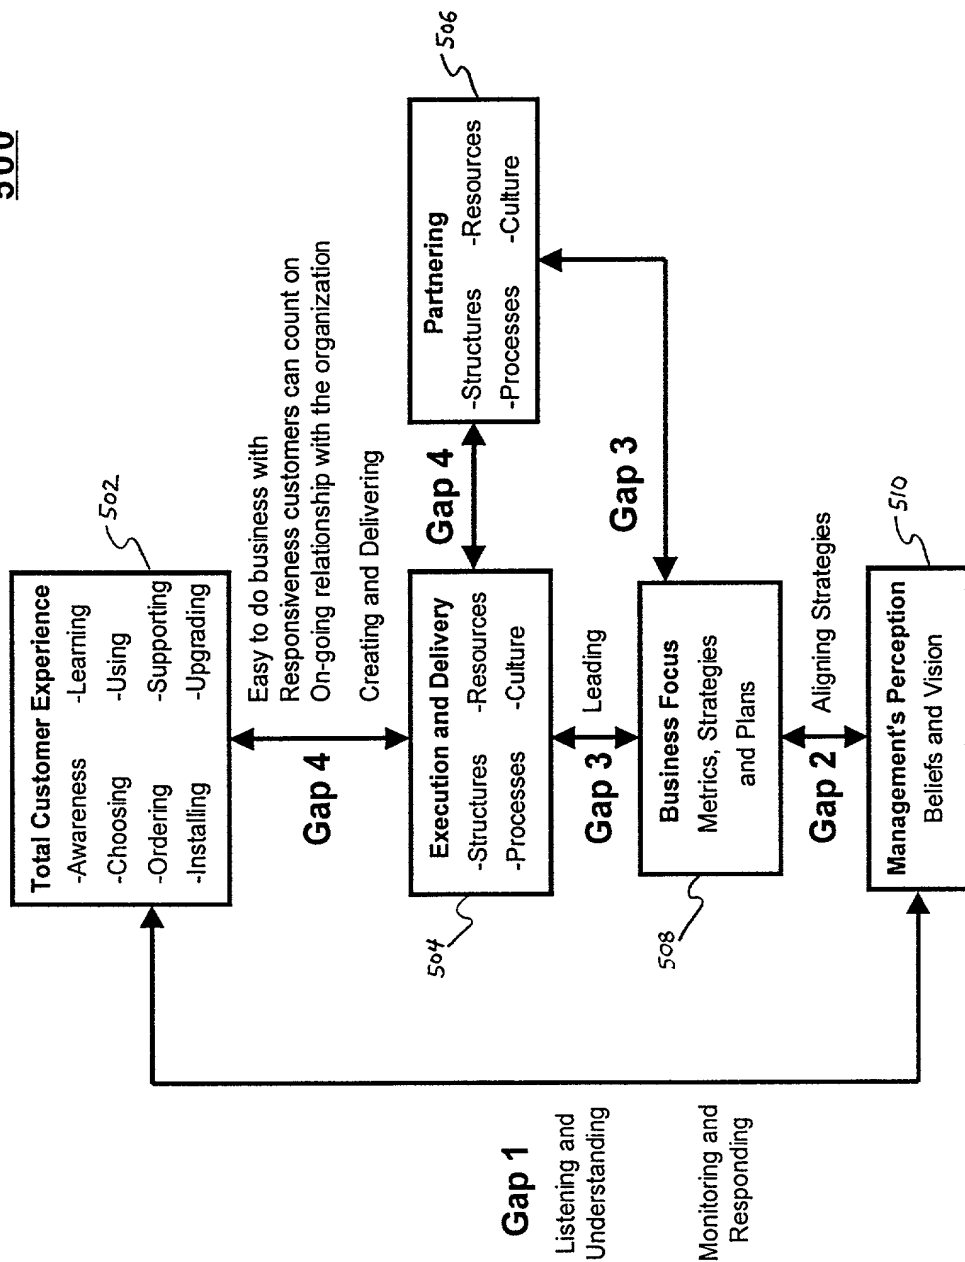 500
Total Customer Experience
-Awareness -Learning
-Choosing -Using
-Ordering -Supporting
-Installing -Upgrading
502
Easy to do business with
Responsiveness customers can count on
On-going relationship with the organization
Creating and Delivering
Gap 4
Execution and Delivery
-Structures -Resources
-Processes -Culture
504
Gap 4
Partnering
-Structures -Resources
-Processes -Culture
506
Gap 3
Leading
Gap 3
Business Focus
Metrics, Strategies
and Plans
508
Gap 2
Aligning Strategies
Management's Perception
Beliefs and Vision
510
Gap 1
Listening and
Understanding
Monitoring and
Responding